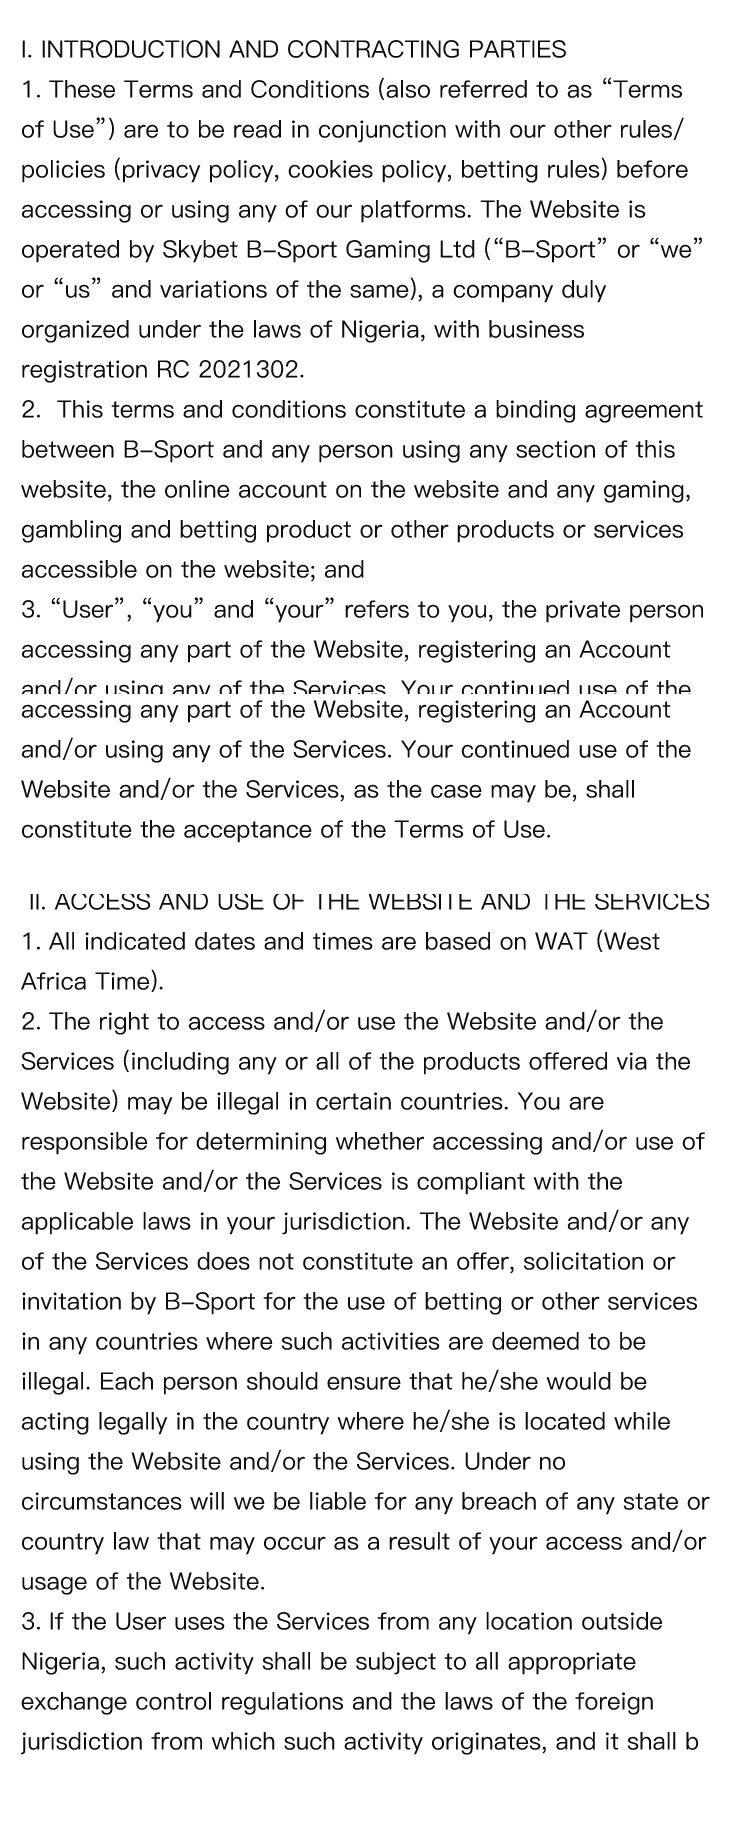 I. INTRODUCTION AND CONTRACTING PARTIES
1. These Terms and Conditions (also referred to as “Terms
of Use”) are to be read in conjunction with our other rules/
policies (privacy policy, cookies policy, betting rules) before
accessing or using any of our platforms. The Website is
operated by Skybet B–Sport Gaming Ltd (“B–Sport” or “we”
or “us” and variations of the same), a company duly
organized under the laws of Nigeria, with business
registration RC 2021302.
2.  This terms and conditions constitute a binding agreement
between B–Sport and any person using any section of this
website, the online account on the website and any gaming,
gambling and betting product or other products or services
accessible on the website; and
3. “User”, “you” and “your” refers to you, the private person
accessing any part of the Website, registering an Account
and/or using any of the Services. Your continued use of the
accessing any part of the Website, registering an Account
and/or using any of the Services. Your continued use of the
Website and/or the Services, as the case may be, shall
constitute the acceptance of the Terms of Use.
II. ACCESS AND USE OF THE WEBSITE AND THE SERVICES
1. All indicated dates and times are based on WAT (West
Africa Time).
2. The right to access and/or use the Website and/or the
Services (including any or all of the products offered via the
Website) may be illegal in certain countries. You are
responsible for determining whether accessing and/or use of
the Website and/or the Services is compliant with the
applicable laws in your jurisdiction. The Website and/or any
of the Services does not constitute an offer, solicitation or
invitation by B–Sport for the use of betting or other services
in any countries where such activities are deemed to be
illegal. Each person should ensure that he/she would be
acting legally in the country where he/she is located while
using the Website and/or the Services. Under no
circumstances will we be liable for any breach of any state or
country law that may occur as a result of your access and/or
usage of the Website.
3. If the User uses the Services from any location outside
Nigeria, such activity shall be subject to all appropriate
exchange control regulations and the laws of the foreign
jurisdiction from which such activity originates, and it shall b